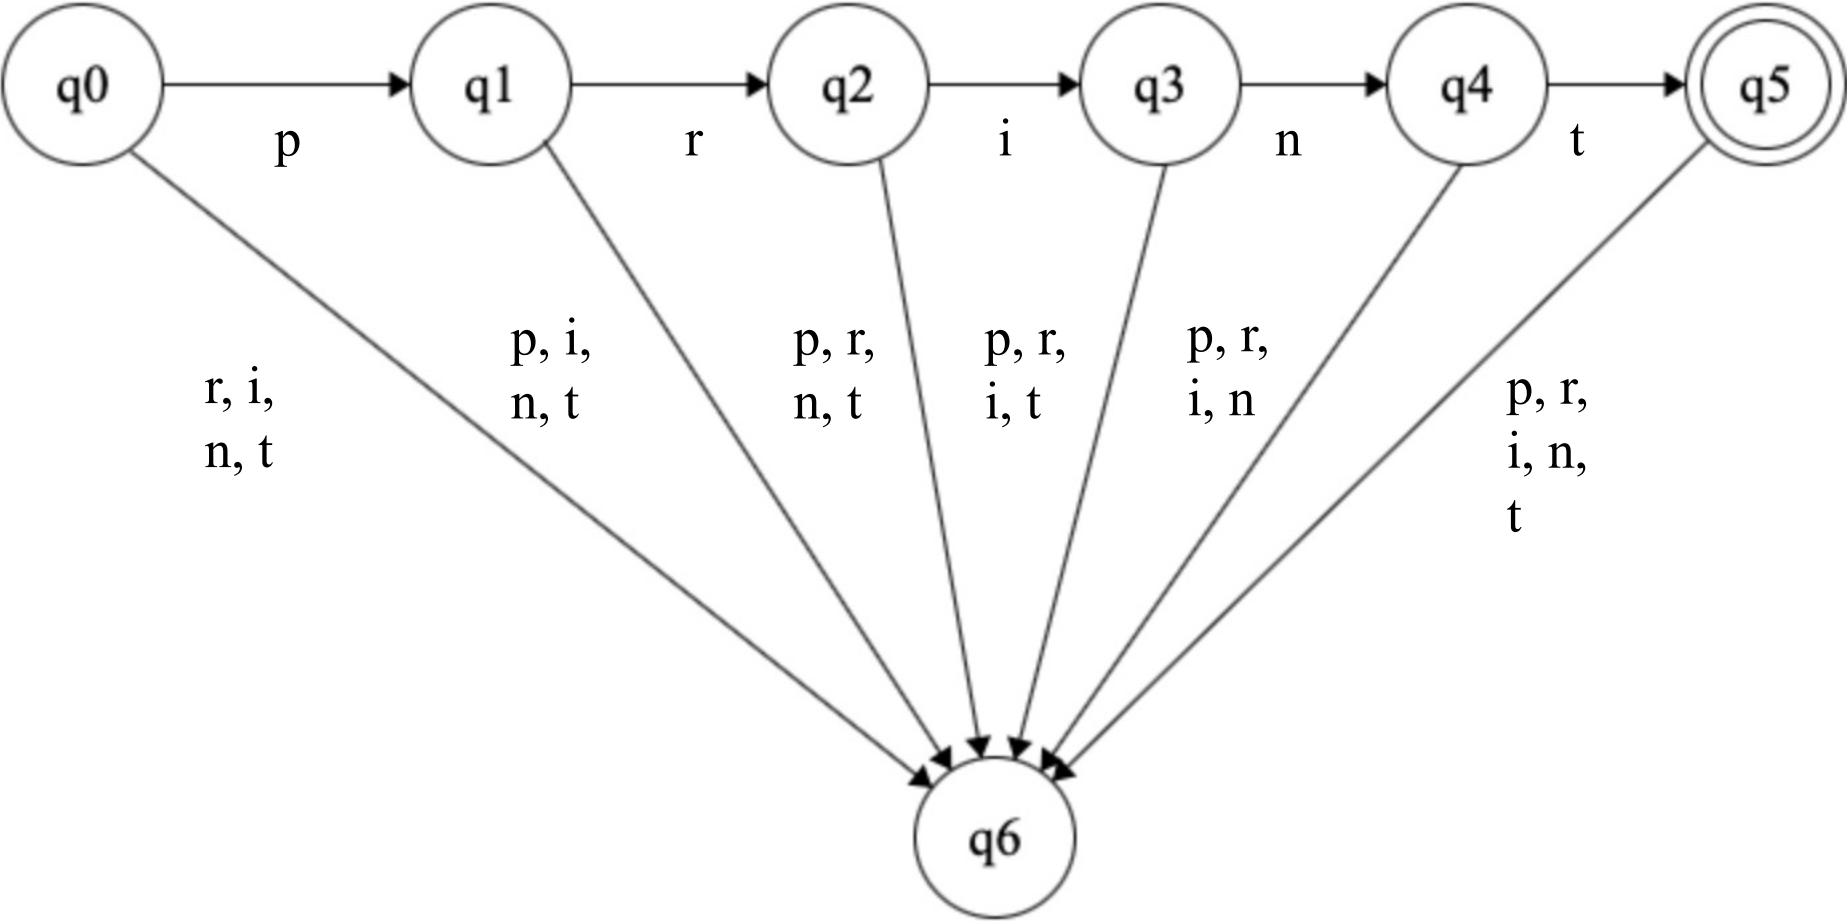 q0 q1 q2 q3 q4 q5
p r i n t
r, i,
n, t
p, i,
n, t
p, r,
n, t
p, r,
i, t
p, r,
i, n
p, r,
i, n,
t
q6